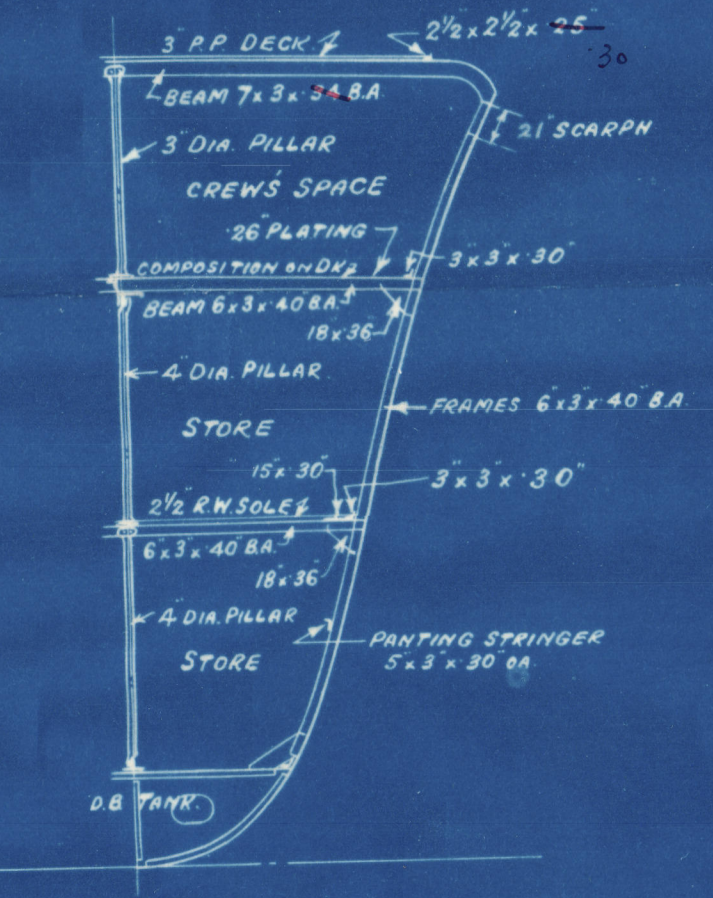 3" P.P. DECK.
2½" x 2½" x ·25"
·30
BEAM 7 x 3 x ·34 B.A
21" SCARPH
3" DIA. PILLAR
CREW'S SPACE
·26" PLATING
COMPOSITION ON DK.
3" x 3" x ·30"
BEAM 6 x 3 x ·40" B.A.
18" x ·36"
4" DIA. PILLAR
FRAMES 6" x 3" x ·40" B.A.
STORE
15" x ·30"
3" x 3" x ·30"
2½" R.W. SOLE
6" x 3" x ·40" B.A.
18" x ·36"
4" DIA. PILLAR
PANTING STRINGER
5" x 3" x ·30" OA.
STORE
D.B. TANK.